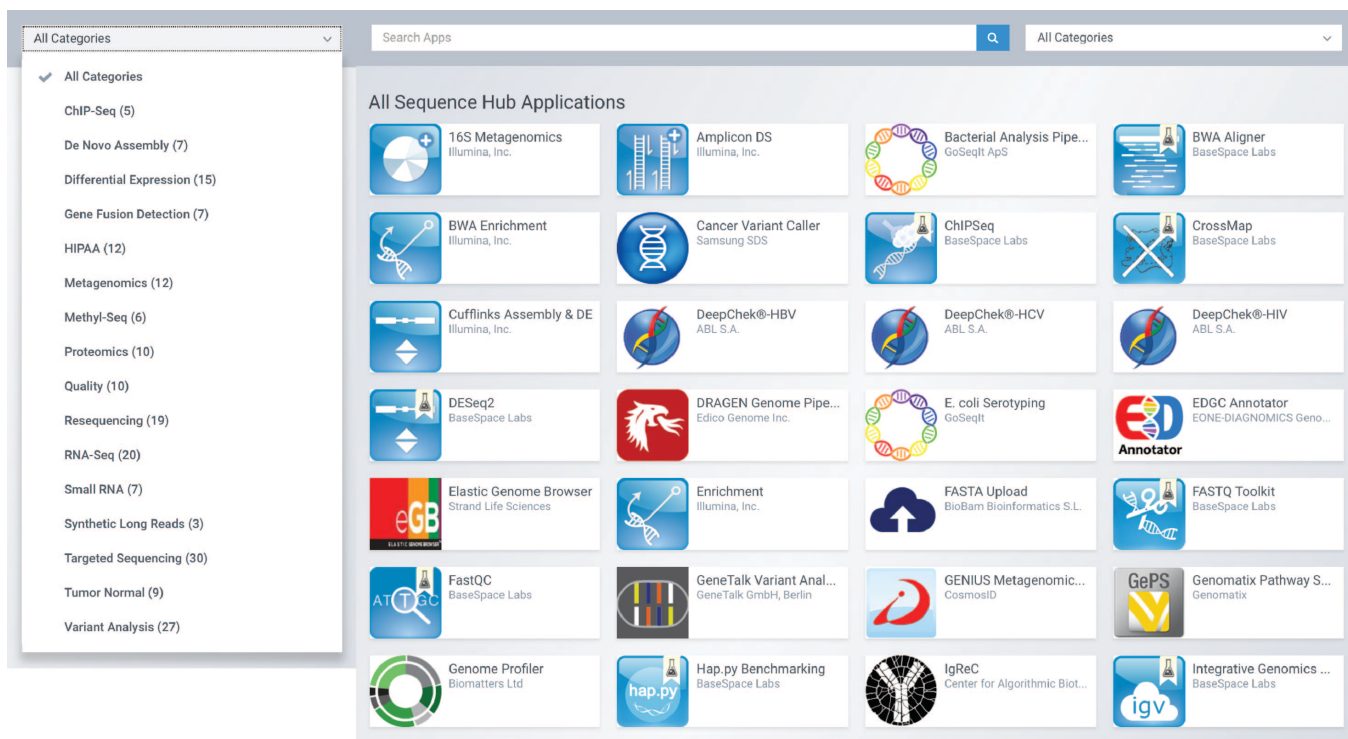 All Categories
Search Apps
All Categories
All Categories
ChIP-Seq (5)
De Novo Assembly (7)
Differential Expression (15)
Gene Fusion Detection (7)
HIPAA (12)
Metagenomics (12)
Methyl-Seq (6)
Proteomics (10)
Quality (10)
Resequencing (19)
RNA-Seq (20)
Small RNA (7)
Synthetic Long Reads (3)
Targeted Sequencing (30)
Tumor Normal (9)
Variant Analysis (27)
All Sequence Hub Applications
16S Metagenomics
Illumina, Inc.
Amplicon DS
Illumina, Inc.
Bacterial Analysis Pipe...
GoSeqIt ApS
BWA Aligner
BaseSpace Labs
BWA Enrichment
Illumina, Inc.
Cancer Variant Caller
Samsung SDS
ChIPSeq
BaseSpace Labs
CrossMap
BaseSpace Labs
Cufflinks Assembly & DE
Illumina, Inc.
DeepChek®-HBV
ABL S.A.
DeepChek®-HCV
ABL S.A.
DeepChek®-HIV
ABL S.A.
DESeq2
BaseSpace Labs
DRAGEN Genome Pipe...
Edico Genome Inc.
E. coli Serotyping
GoSeqIt
Annotator
EDGC Annotator
EONE-DIAGNOMICS Geno...
eGB
ELASTIC GENOME BROWSER
Elastic Genome Browser
Strand Life Sciences
Enrichment
Illumina, Inc.
FASTA Upload
BioBam Bioinformatics S.L.
FASTQ Toolkit
BaseSpace Labs
ATTGC
FastQC
BaseSpace Labs
GeneTalk Variant Anal...
GeneTalk GmbH, Berlin
GENIUS Metagenomic...
CosmosID
GePS
Genomatix Pathway S...
Genomatix
Genome Profiler
Biomatters Ltd
hap.py
Hap.py Benchmarking
BaseSpace Labs
IgReC
Center for Algorithmic Biot...
igv
Integrative Genomics ...
BaseSpace Labs